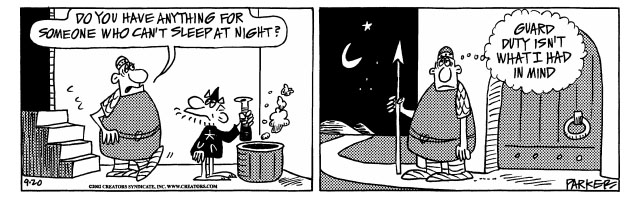 DO YOU HAVE ANYTHING FOR
SOMEONE WHO CAN'T SLEEP AT NIGHT?
GUARD
DUTY ISN'T
WHAT I HAD
IN MIND
9-20
©2002 CREATORS SYNDICATE, INC. WWW.CREATORS.COM
PARKER